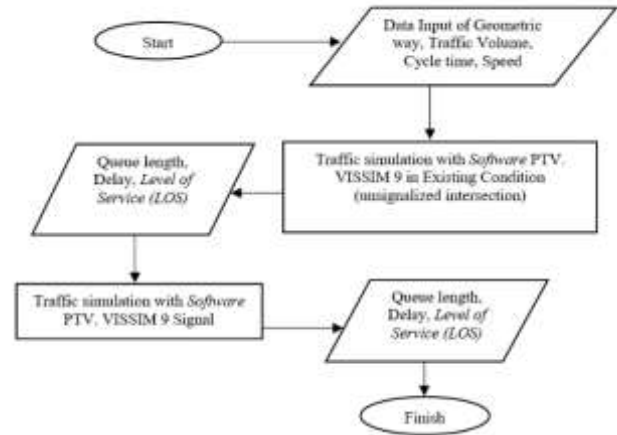 Start
Data Input of Geometric
way, Traffic Volume,
Cycle time, Speed
Traffic simulation with Software PTV.
VISSIM 9 in Existing Condition
(unsignalized intersection)
Queue length,
Delay, Level of
Service (LOS)
Traffic simulation with Software
PTV. VISSIM 9 Signal
Queue length,
Delay, Level of
Service (LOS)
Finish